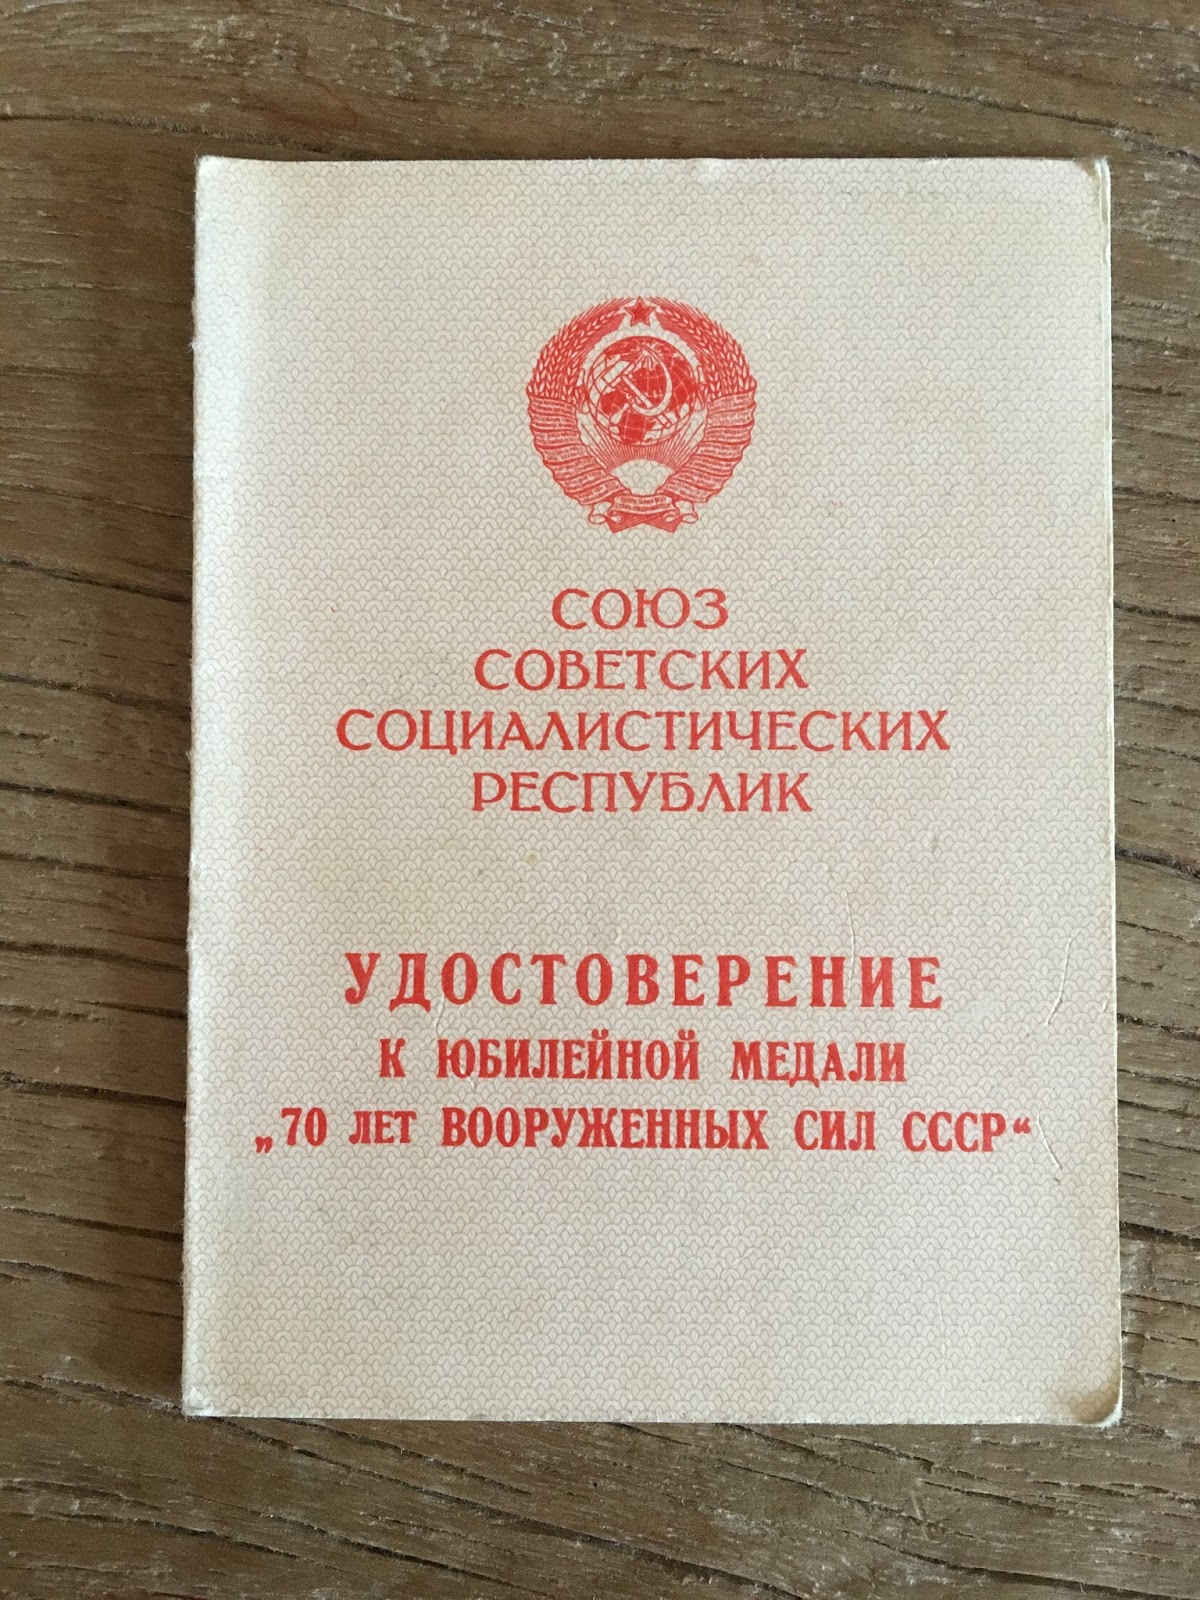 СОЮЗ
СОВЕТСКИХ
СОЦИАЛИСТИЧЕСКИХ
РЕСПУБЛИК
УДОСТОВЕРЕНИЕ
К ЮБИЛЕЙНОЙ МЕДАЛИ
„70 ЛЕТ ВООРУЖЕННЫХ СИЛ СССР“